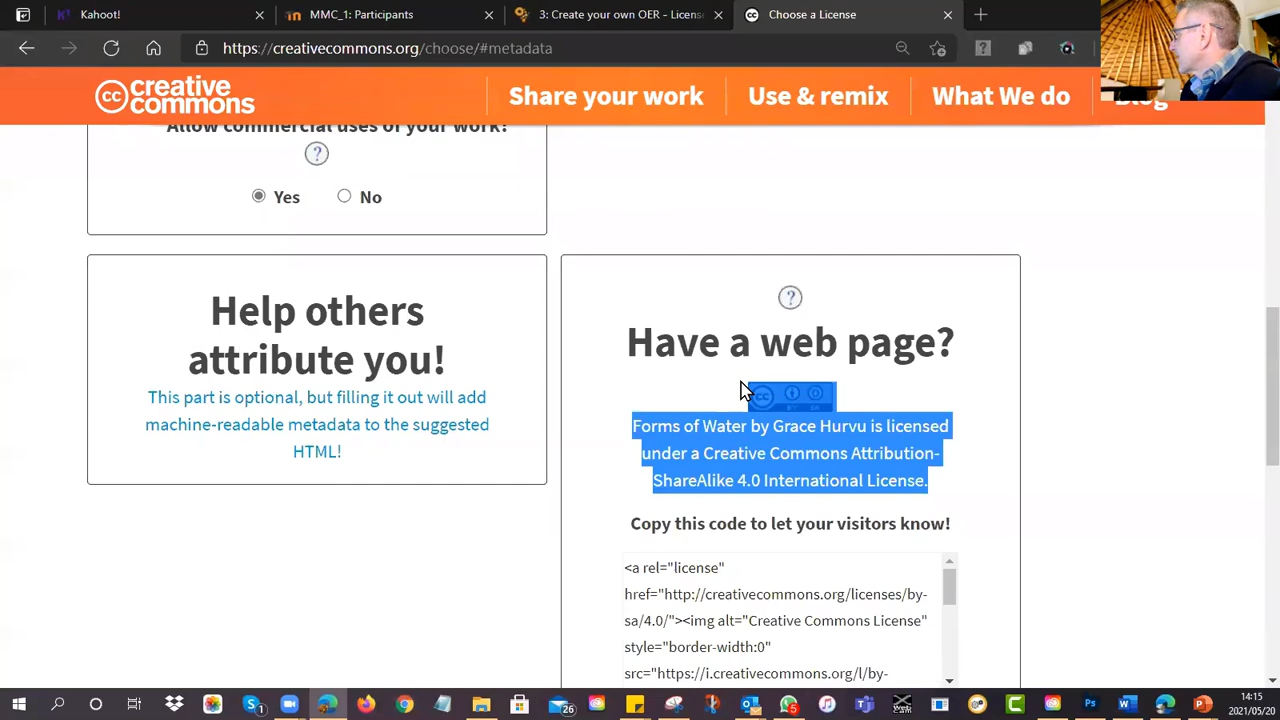 Kahoot!
MMC_1: Participants
3: Create your own OER - Licens
Choose a License
https://creativecommons.org/choose/#metadata
cc creative commons
Share your work
Use & remix
What We do
Blog
Allow commercial uses of your work?
?
Yes
No
Help others
attribute you!
This part is optional, but filling it out will add
machine-readable metadata to the suggested
HTML!
?
Have a web page?
cc
BY SA
Forms of Water by Grace Hurvu is licensed
under a Creative Commons Attribution-
ShareAlike 4.0 International License.
Copy this code to let your visitors know!
<a rel="license"
href="http://creativecommons.org/licenses/by-
sa/4.0/"><img alt="Creative Commons License"
style="border-width:0"
src="https://i.creativecommons.org/l/by-
14:15
2021/05/20